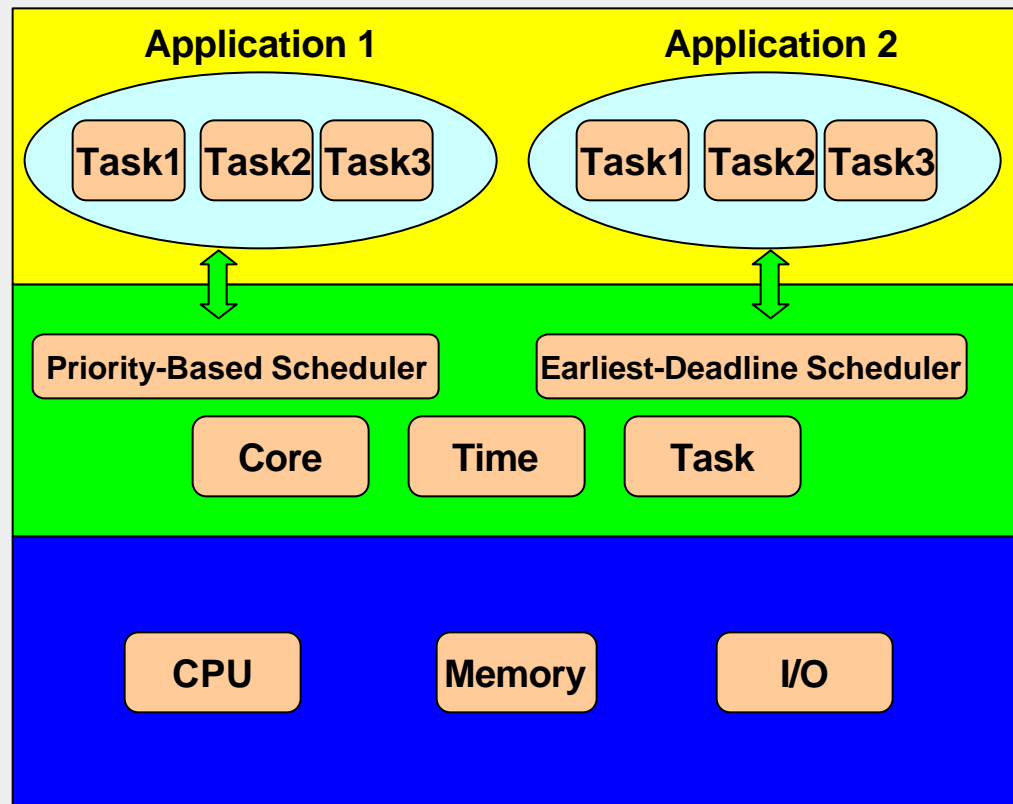 Application 1 Application 2
Task1 Task2 Task3 Task1 Task2 Task3
Priority-Based Scheduler Earliest-Deadline Scheduler
Core Time Task
CPU Memory I/O